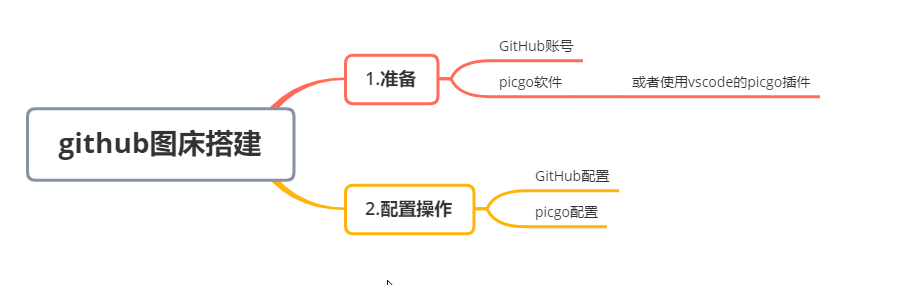 github图床搭建
1.准备
GitHub账号
picgo软件
或者使用vscode的picgo插件
2.配置操作
GitHub配置
picgo配置